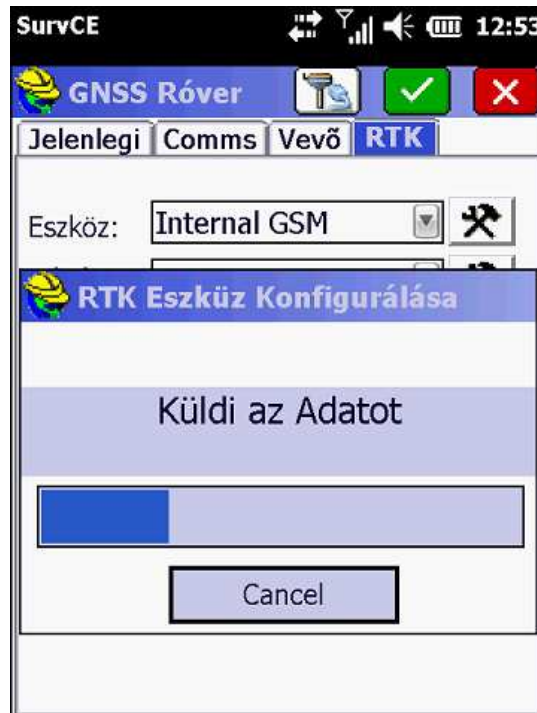 SurvCE 12:53
GNSS Róver
Jelenlegi Comms Vevõ RTK
Eszköz: Internal GSM
RTK Eszküz Konfigurálása
Küldi az Adatot
Cancel